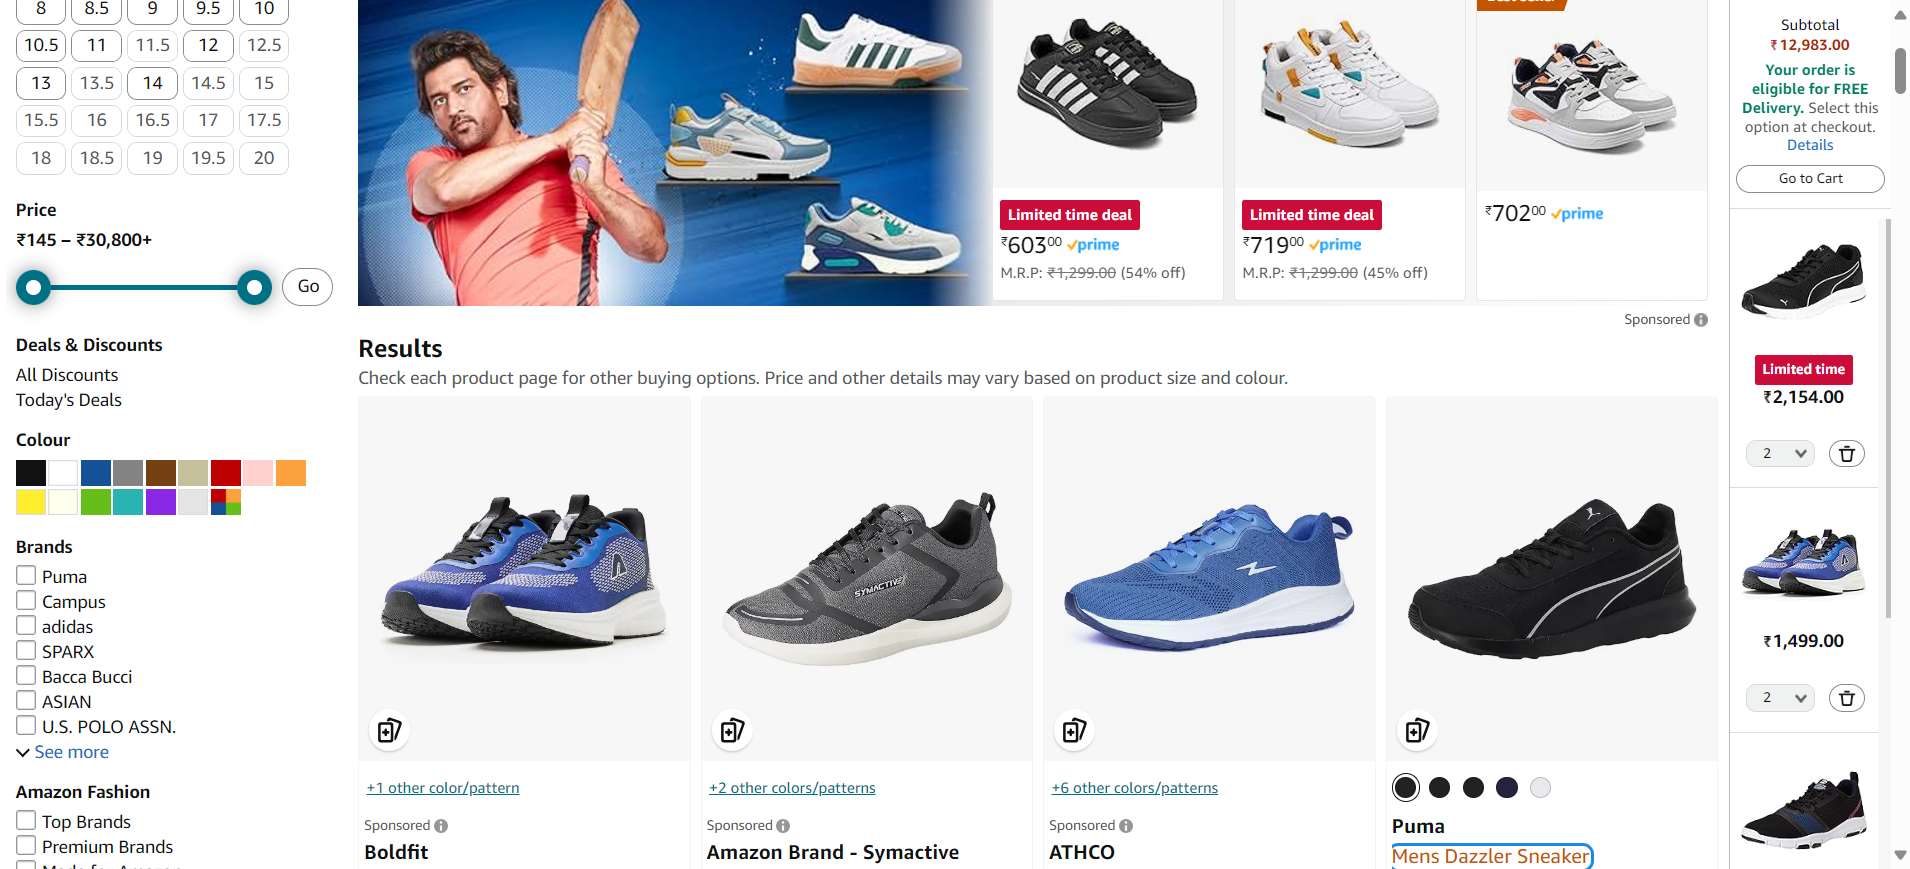 8 8.5 9 9.5 10
10.5 11 11.5 12 12.5
13 13.5 14 14.5 15
15.5 16 16.5 17 17.5
18 18.5 19 19.5 20
Price
₹145 – ₹30,800+
Go
Deals & Discounts
All Discounts
Today's Deals
Colour
Brands
Puma
Campus
adidas
SPARX
Bacca Bucci
ASIAN
U.S. POLO ASSN.
See more
Amazon Fashion
Top Brands
Premium Brands
Limited time deal
₹603⁰⁰ prime
M.R.P: ₹1,299.00 (54% off)
Limited time deal
₹719⁰⁰ prime
M.R.P: ₹1,299.00 (45% off)
₹702⁰⁰ prime
Sponsored
Results
Check each product page for other buying options. Price and other details may vary based on product size and colour.
SYMACTIVE
+1 other color/pattern
Sponsored
Boldfit
+2 other colors/patterns
Sponsored
Amazon Brand - Symactive
+6 other colors/patterns
Sponsored
ATHCO
Puma
Mens Dazzler Sneaker
Subtotal
₹12,983.00
Your order is
eligible for FREE
Delivery. Select this
option at checkout.
Details
Go to Cart
Limited time
₹2,154.00
2
₹1,499.00
2